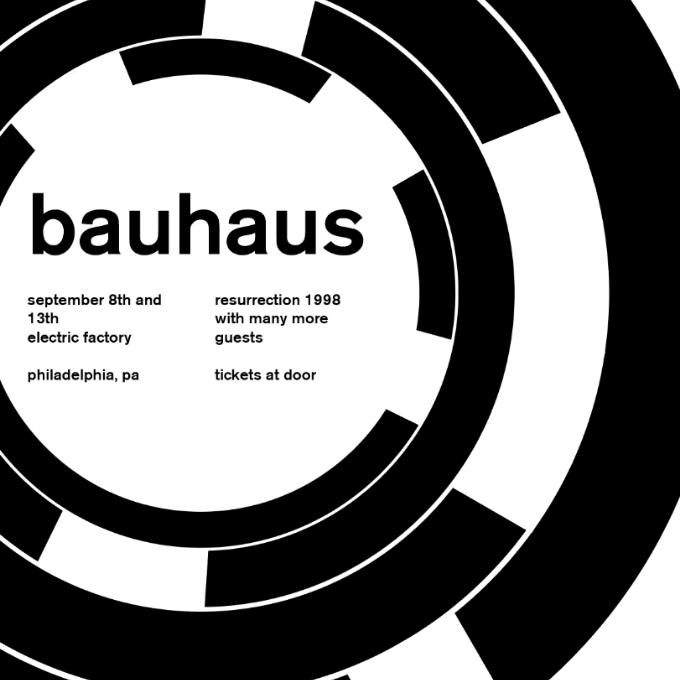 bauhaus
september 8th and
13th
electric factory
philadelphia, pa
resurrection 1998
with many more
guests
tickets at door